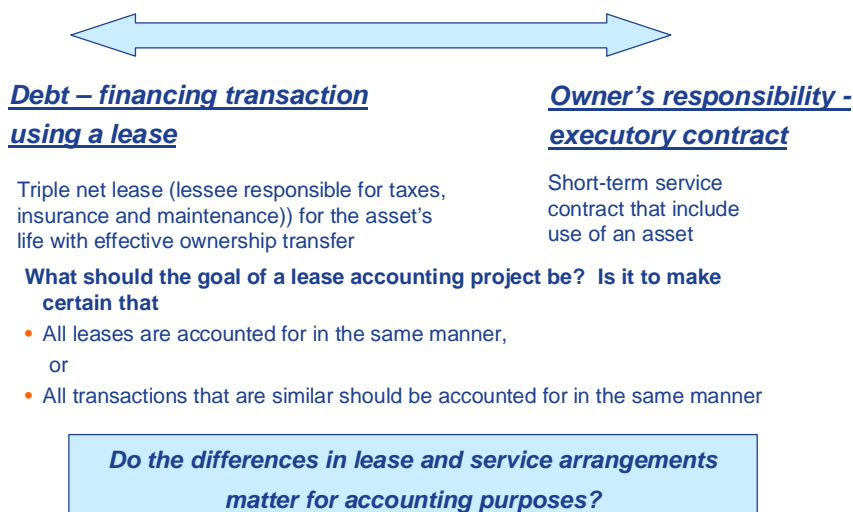 Debt – financing transaction
using a lease
Owner's responsibility -
executory contract
Triple net lease (lessee responsible for taxes,
insurance and maintenance)) for the asset's
life with effective ownership transfer
Short-term service
contract that include
use of an asset
What should the goal of a lease accounting project be? Is it to make
certain that
• All leases are accounted for in the same manner,
or
• All transactions that are similar should be accounted for in the same manner
Do the differences in lease and service arrangements
matter for accounting purposes?